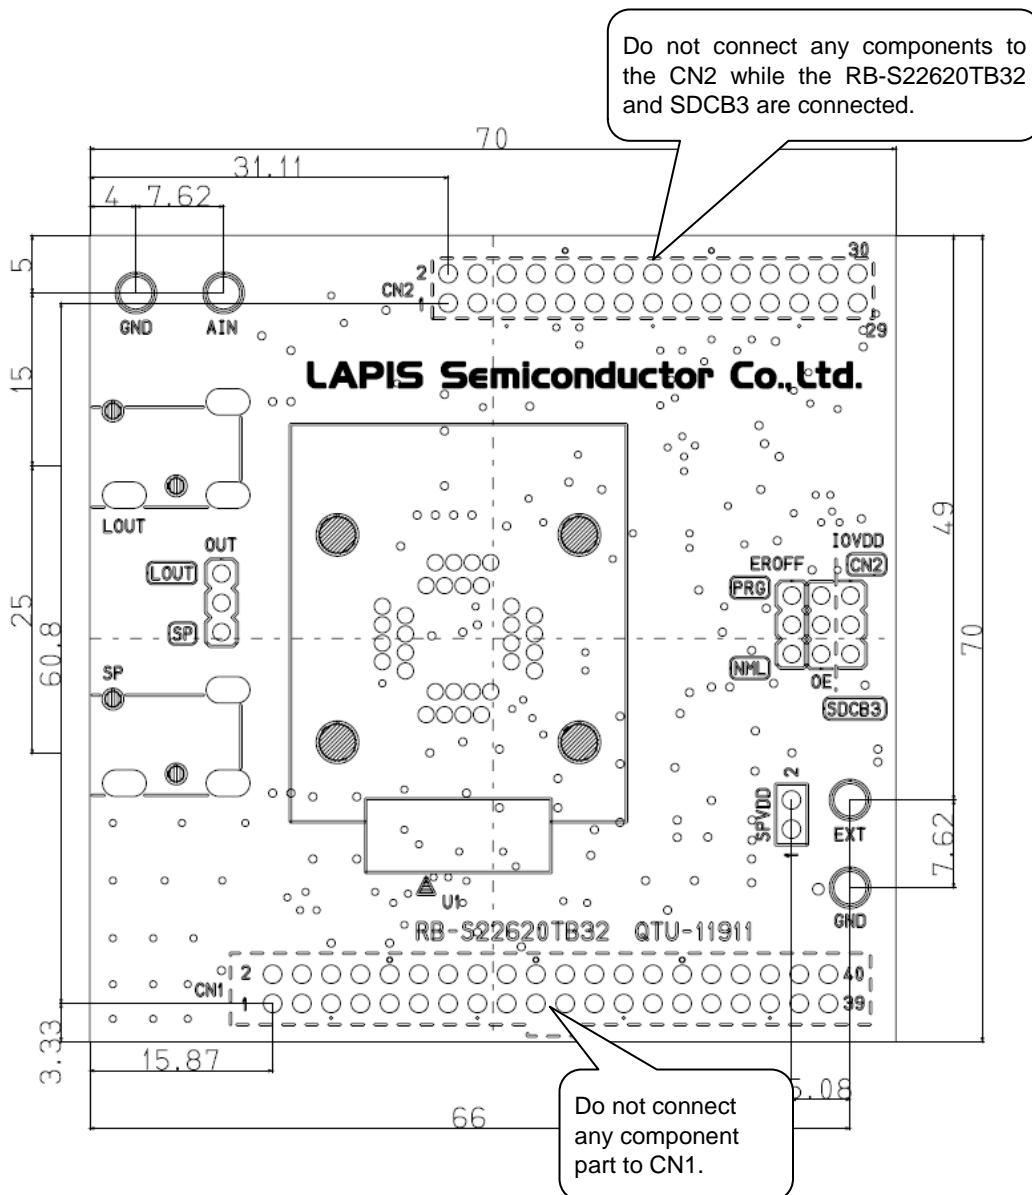 Do not connect any components to
the CN2 while the RB-S22620TB32
and SDCB3 are connected.
70
31.11
4
7.62
5
30
2
CN2
1
29
GND
AIN
LAPIS Semiconductor Co.,Ltd.
15
LOUT
49
OUT
IOVDD
LOUT
EROFF
CN2
PRG
25
60.8
SP
70
SP
NML
OE
SDCB3
2
SPVDD
EXT
1
7.62
U1
GND
RB-S22620TB32 QTU-11911
2
40
CN1
1
39
3.33
15.87
5.08
66
Do not connect
any component
part to CN1.